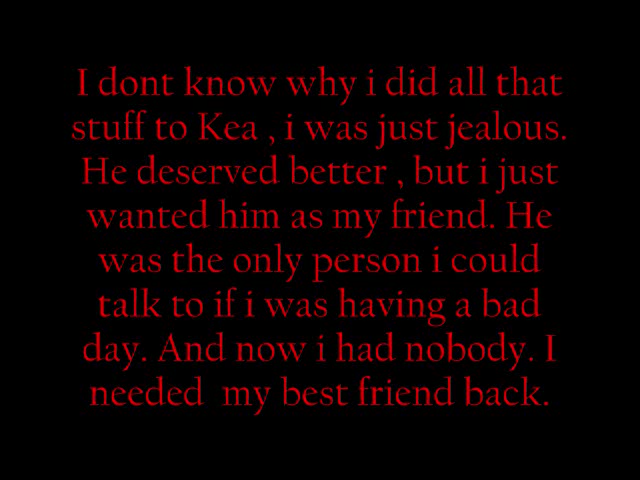 I dont know why i did all that
stuff to Kea , i was just jealous.
He deserved better , but i just
wanted him as my friend. He
was the only person i could
talk to if i was having a bad
day. And now i had nobody. I
needed  my best friend back.